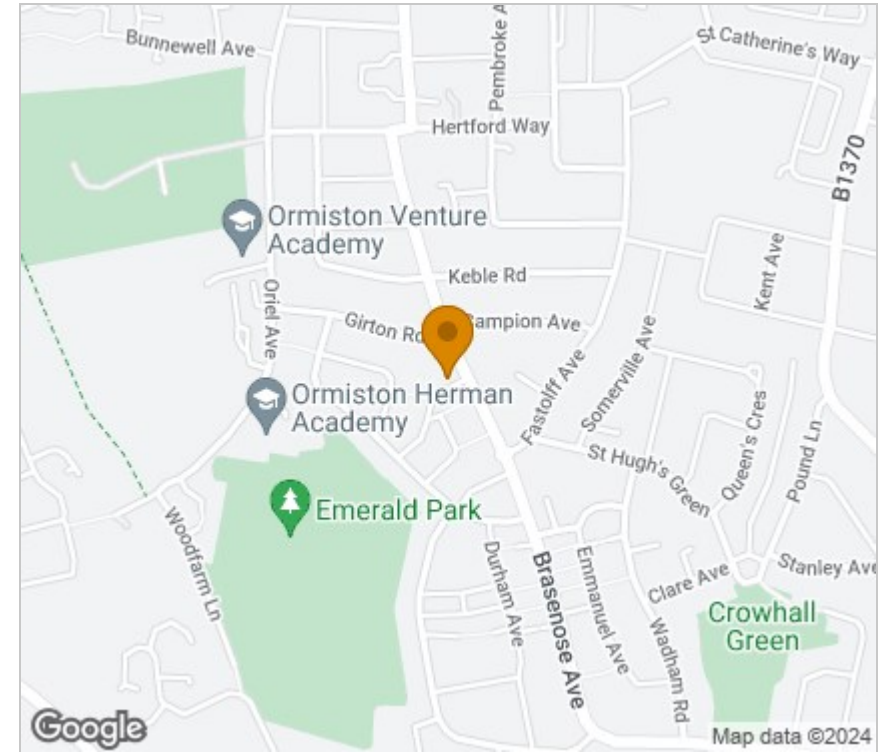 Bunnewell Ave
Pembroke A
St Catherine's Way
Hertford Way
B1370
Ormiston Venture
Academy
Kent Ave
Keble Rd
Oriel Ave
Girton Rd
Campion Ave
Somerville Ave
Fastolff Ave
Ormiston Herman
Academy
Queen's Cres
Pound Ln
St Hugh's Green
Emerald Park
Woodfarm Ln
Durham Ave
Brasenose Ave
Emmanuel Ave
Clare Ave
Stanley Ave
Wadham Rd
Crowhall
Green
Google
Map data ©2024